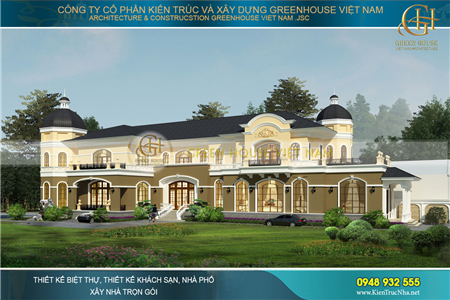 CÔNG TY CỔ PHẦN KIẾN TRÚC VÀ XÂY DỰNG GREENHOUSE VIỆT NAM
ARCHITECTURE & CONSTRUCSTION GREENHOUSE VIET NAM .JSC
GREEN HOUSE
THIẾT KẾ BIỆT THỰ, THIẾT KẾ KHÁCH SẠN, NHÀ PHỐ
XÂY NHÀ TRỌN GÓI
0948 932 555
www.KienTrucNha.net